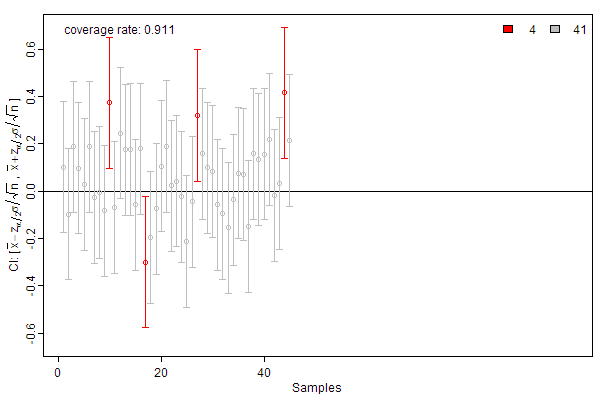 coverage rate: 0.911
4 41
CI: [x̄ − z_{α/2}σ/√n , x̄ + z_{α/2}σ/√n ]
0.6
0.4
0.2
0.0
-0.2
-0.4
-0.6
0 20 40
Samples